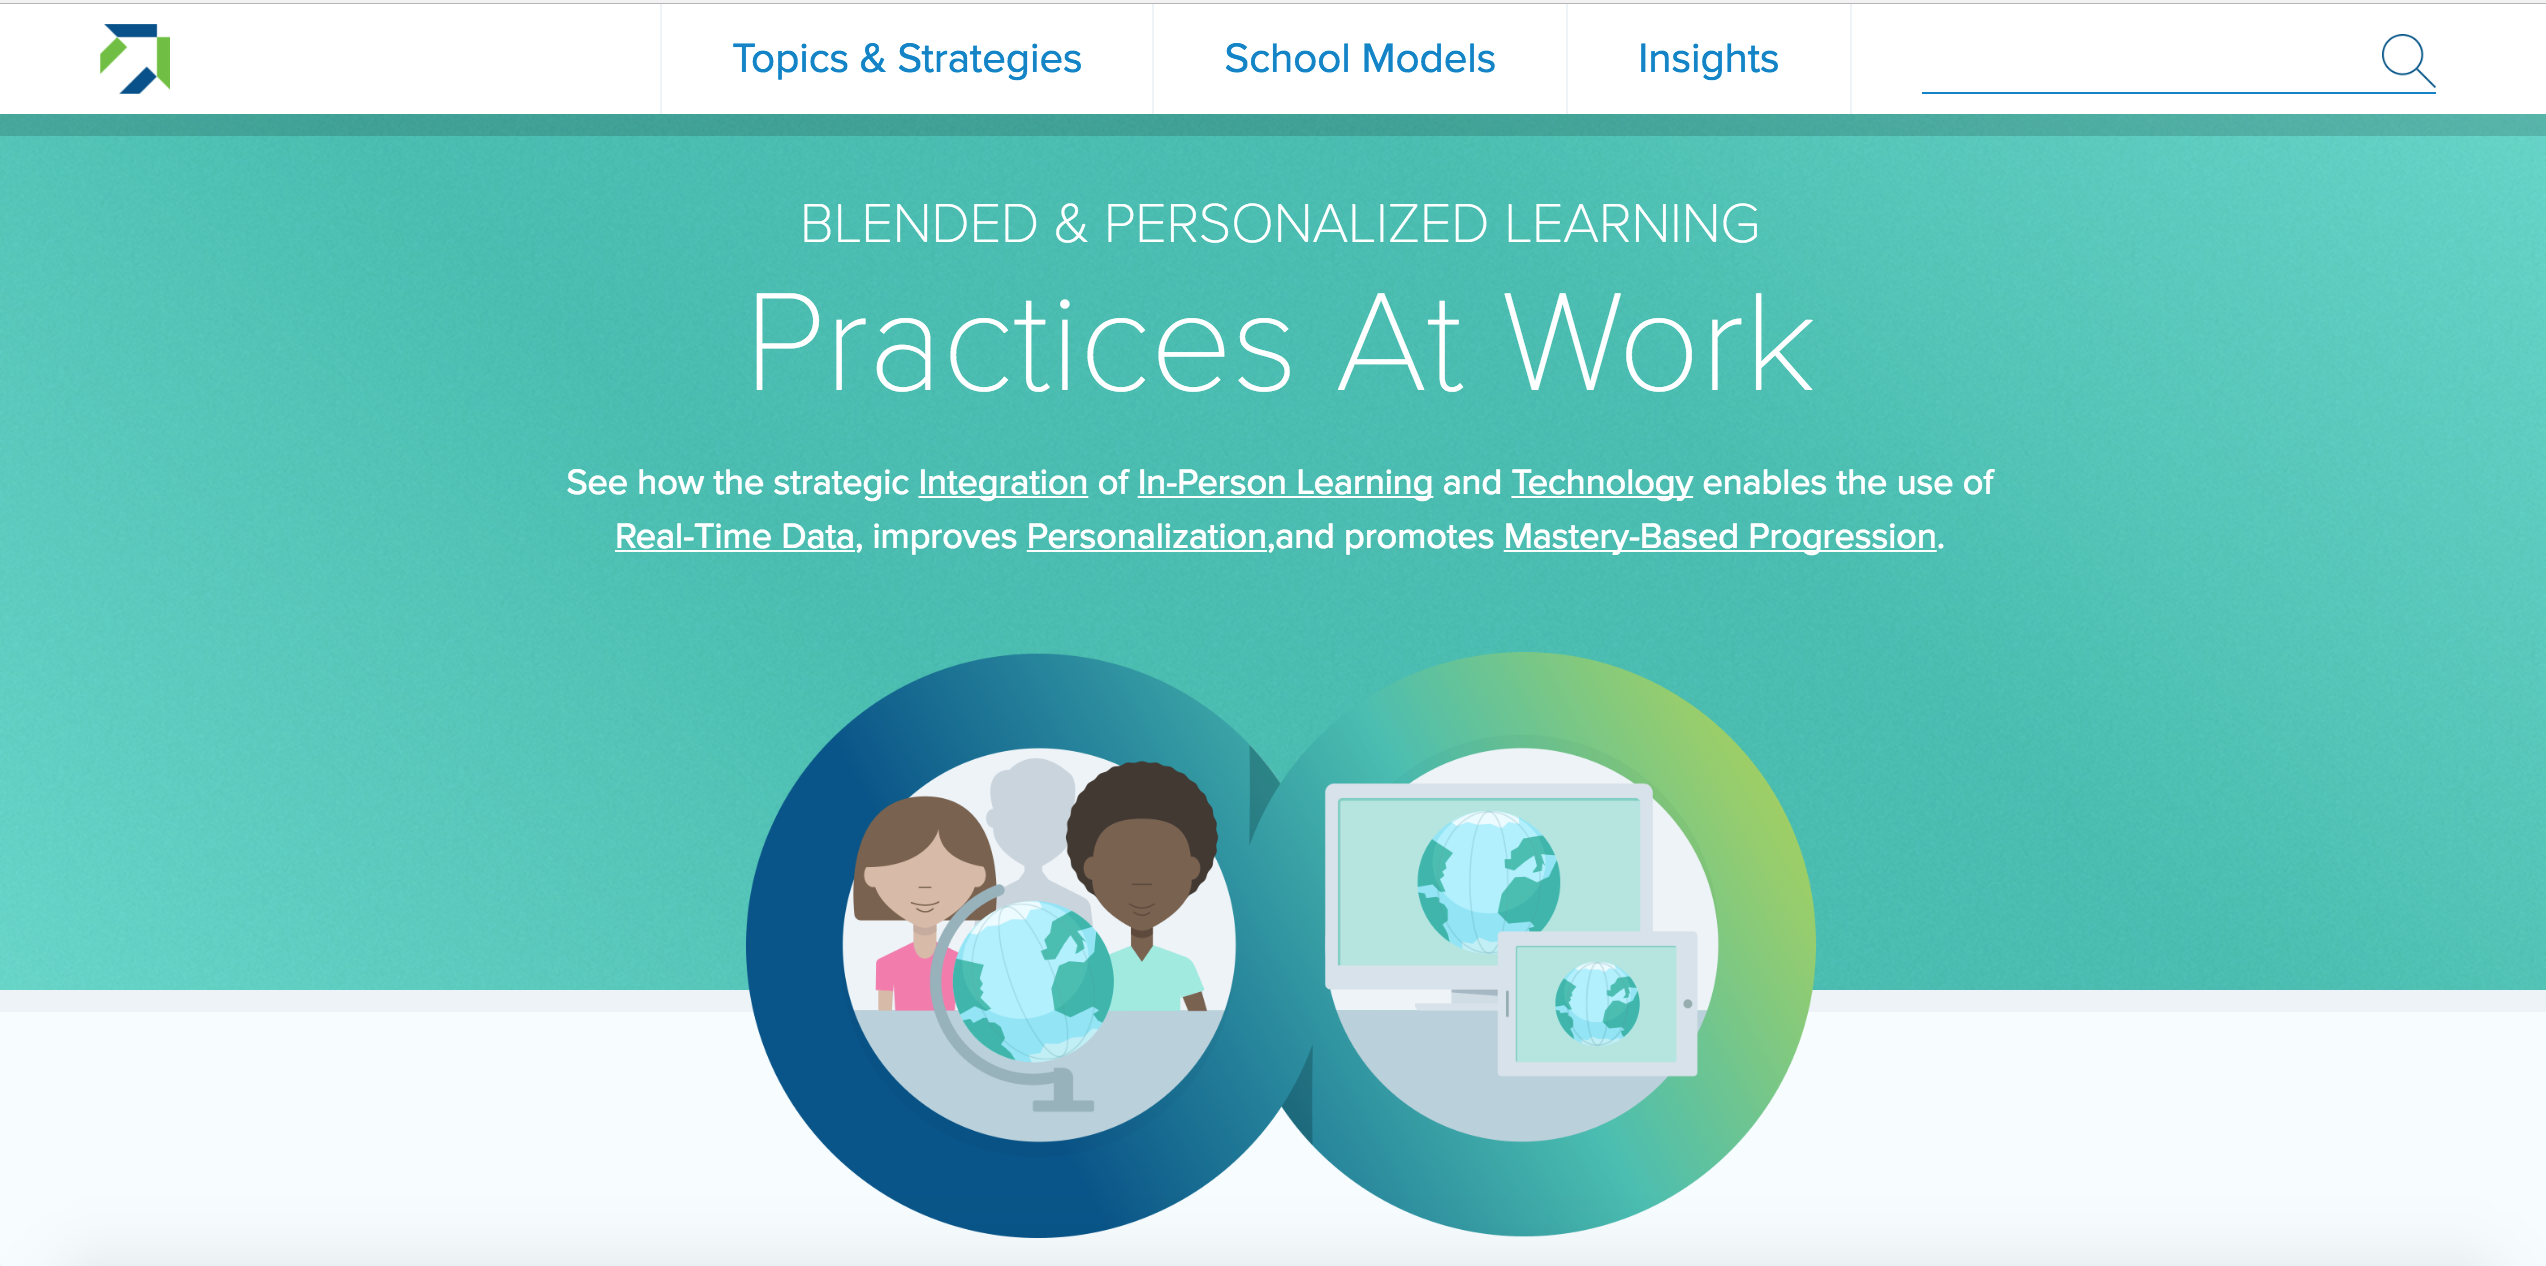 Topics & Strategies
School Models
Insights
BLENDED & PERSONALIZED LEARNING
Practices At Work
See how the strategic Integration of In-Person Learning and Technology enables the use of
Real-Time Data, improves Personalization,and promotes Mastery-Based Progression.